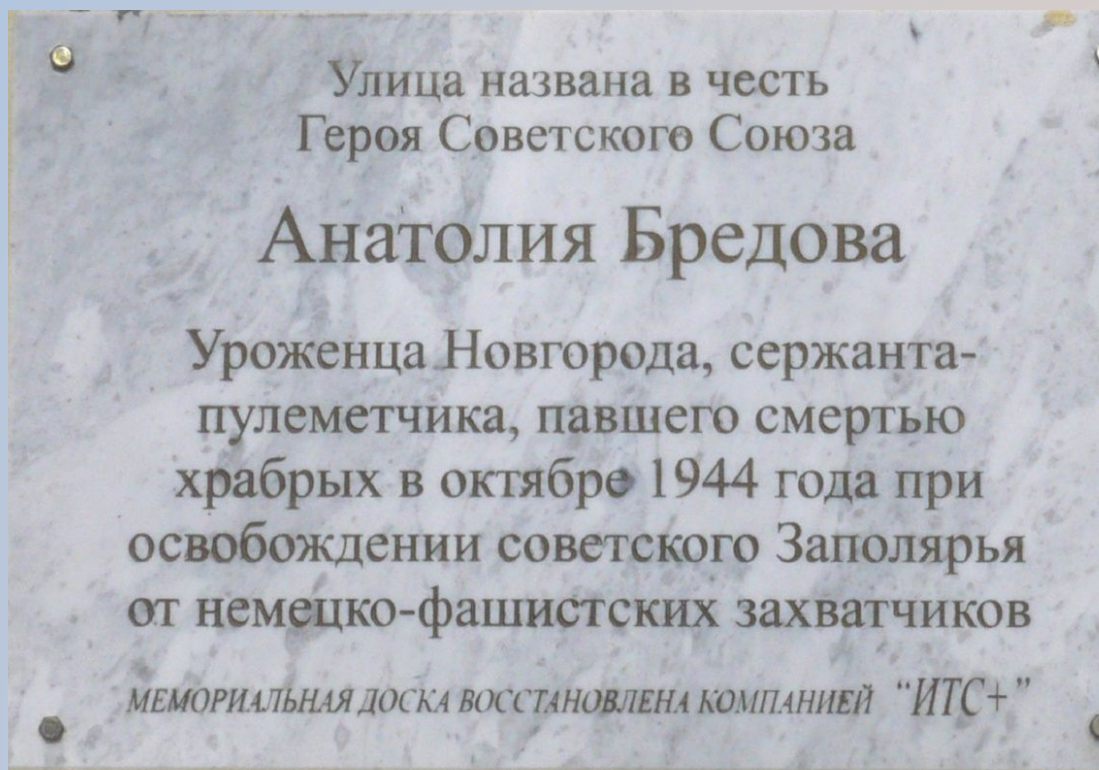 Улица названа в честь
Героя Советского Союза
Анатолия Бредова
Уроженца Новгорода, сержанта-
пулеметчика, павшего смертью
храбрых в октябре 1944 года при
освобождении советского Заполярья
от немецко-фашистских захватчиков
МЕМОРИАЛЬНАЯ ДОСКА ВОССТАНОВЛЕНА КОМПАНИЕЙ “ИТС+”